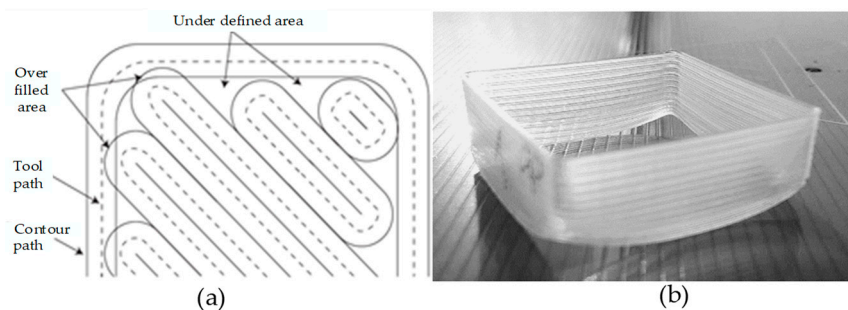 Under defined area
Over
filled
area
Tool
path
Contour
path
(a)
(b)